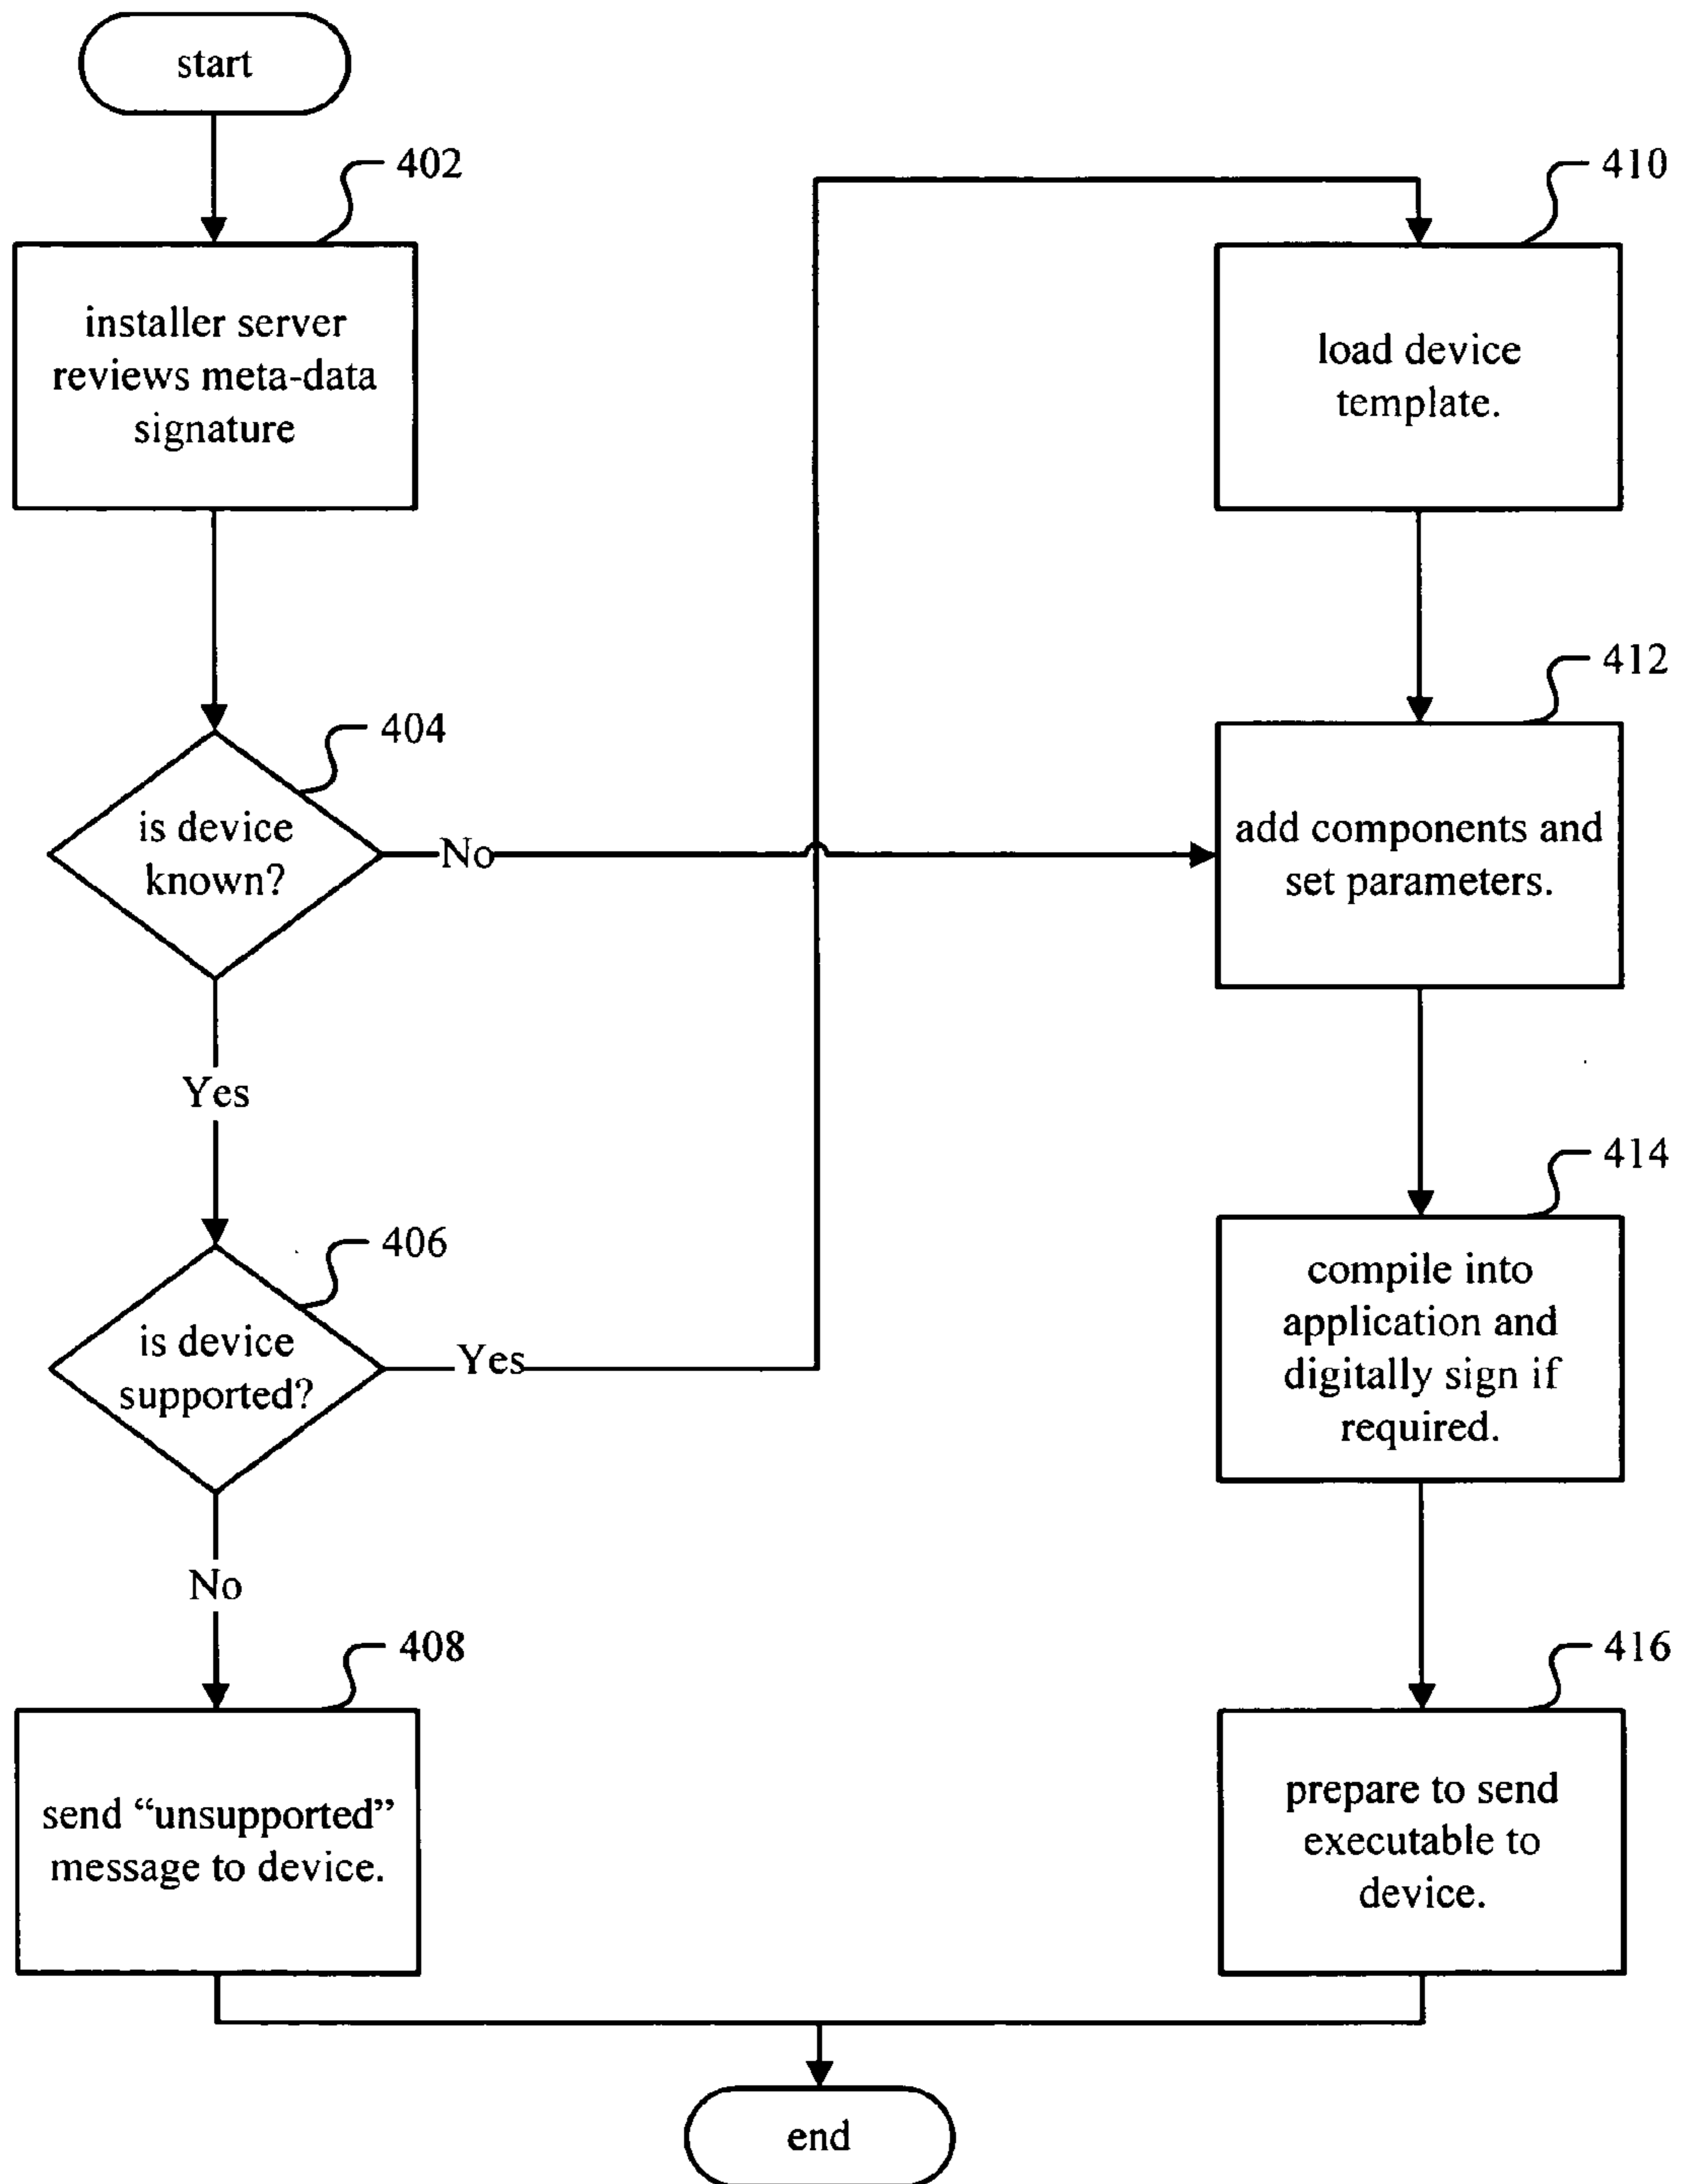 start
402
installer server
reviews meta-data
signature
404
is device
known?
No
Yes
406
is device
supported?
Yes
No
408
send “unsupported”
message to device.
410
load device
template.
412
add components and
set parameters.
414
compile into
application and
digitally sign if
required.
416
prepare to send
executable to
device.
end